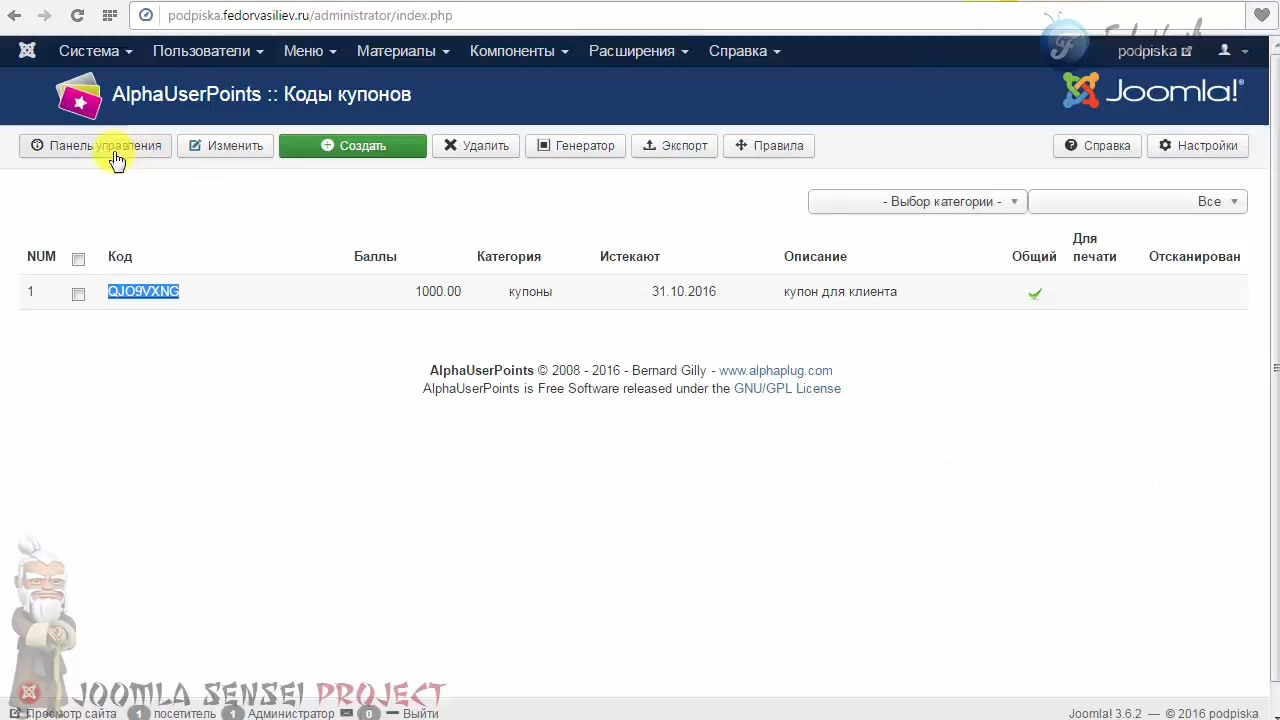 podpiska.fedorvasiliev.ru/administrator/index.php
Система Пользователи Меню Материалы Компоненты Расширения Справка podpiska
AlphaUserPoints :: Коды купонов
Joomla!®
Панель управления Изменить Создать Удалить Генератор Экспорт Правила Справка Настройки
- Выбор категории - Все
NUM Код Баллы Категория Истекают Описание Общий Для печати Отсканирован
1 QJO9VXNG 1000.00 купоны 31.10.2016 купон для клиента
AlphaUserPoints © 2008 - 2016 - Bernard Gilly - www.alphaplug.com
AlphaUserPoints is Free Software released under the GNU/GPL License
JOOMLA SENSEI PROJECT
Просмотр сайта 1 посетитель 1 Администратор 0 Выйти Joomla! 3.6.2 — © 2016 podpiska